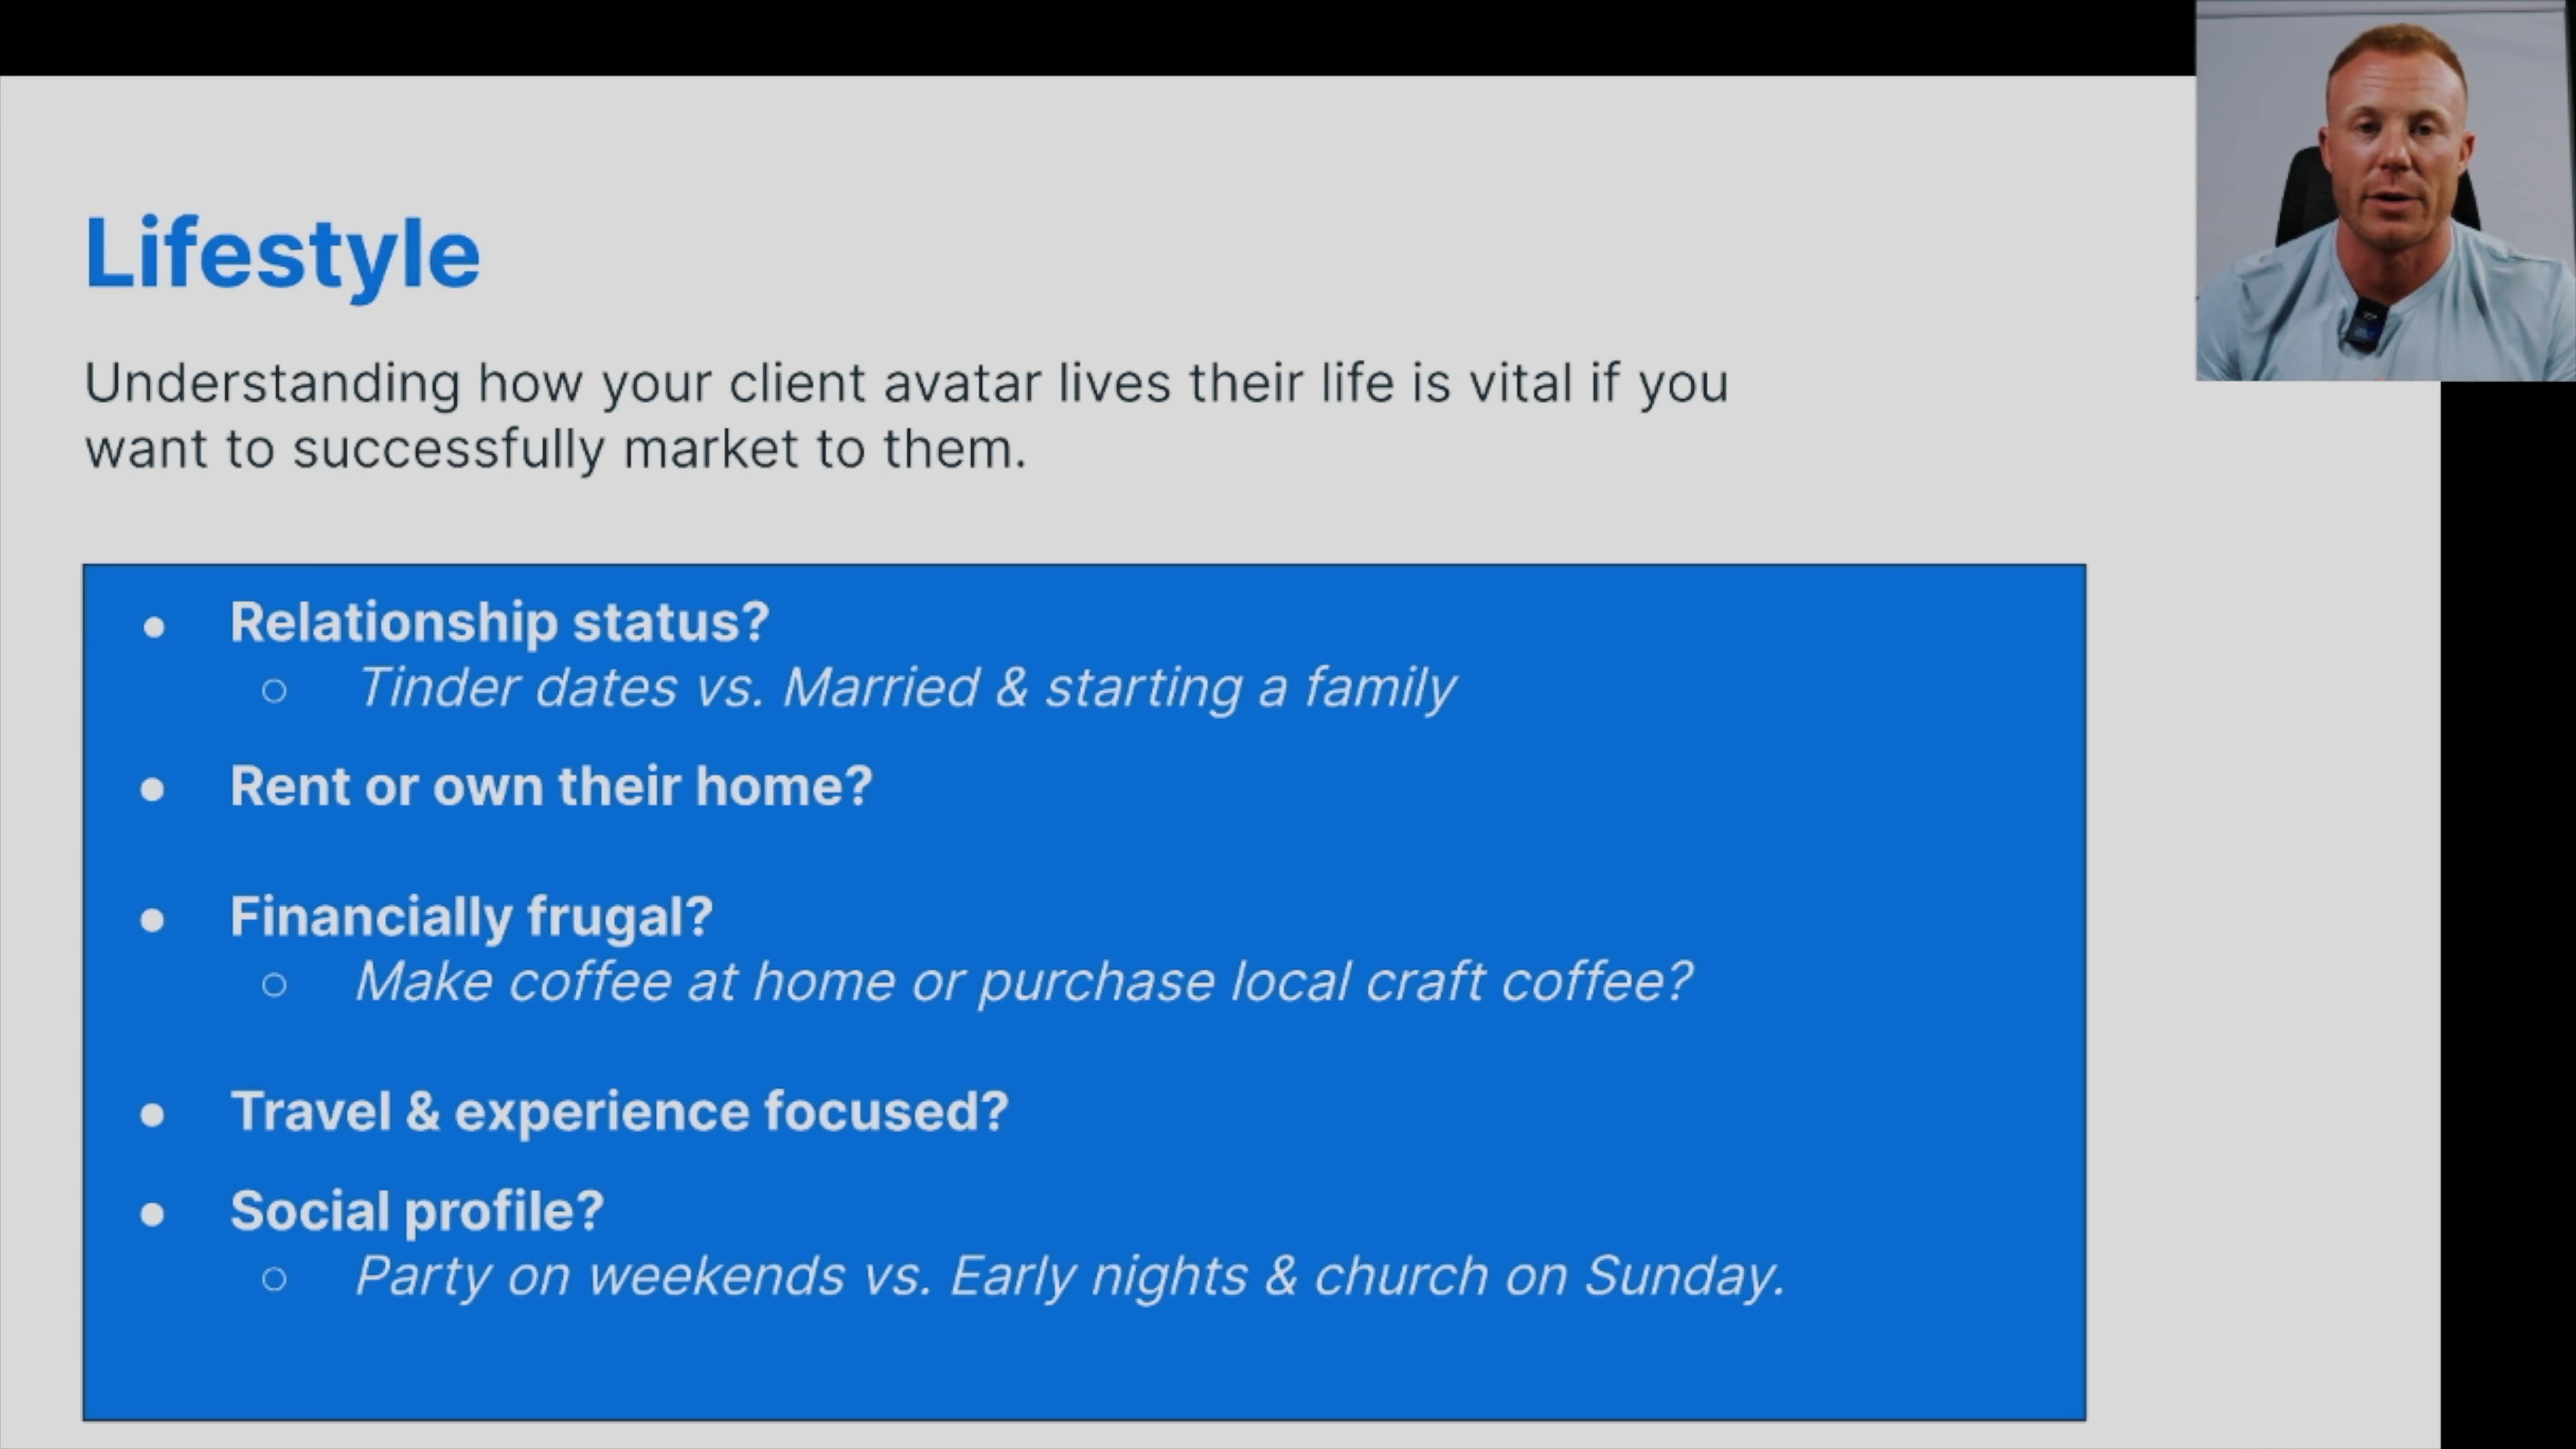 Lifestyle
Understanding how your client avatar lives their life is vital if you
want to successfully market to them.
● Relationship status?
○ Tinder dates vs. Married & starting a family
● Rent or own their home?
● Financially frugal?
○ Make coffee at home or purchase local craft coffee?
● Travel & experience focused?
● Social profile?
○ Party on weekends vs. Early nights & church on Sunday.